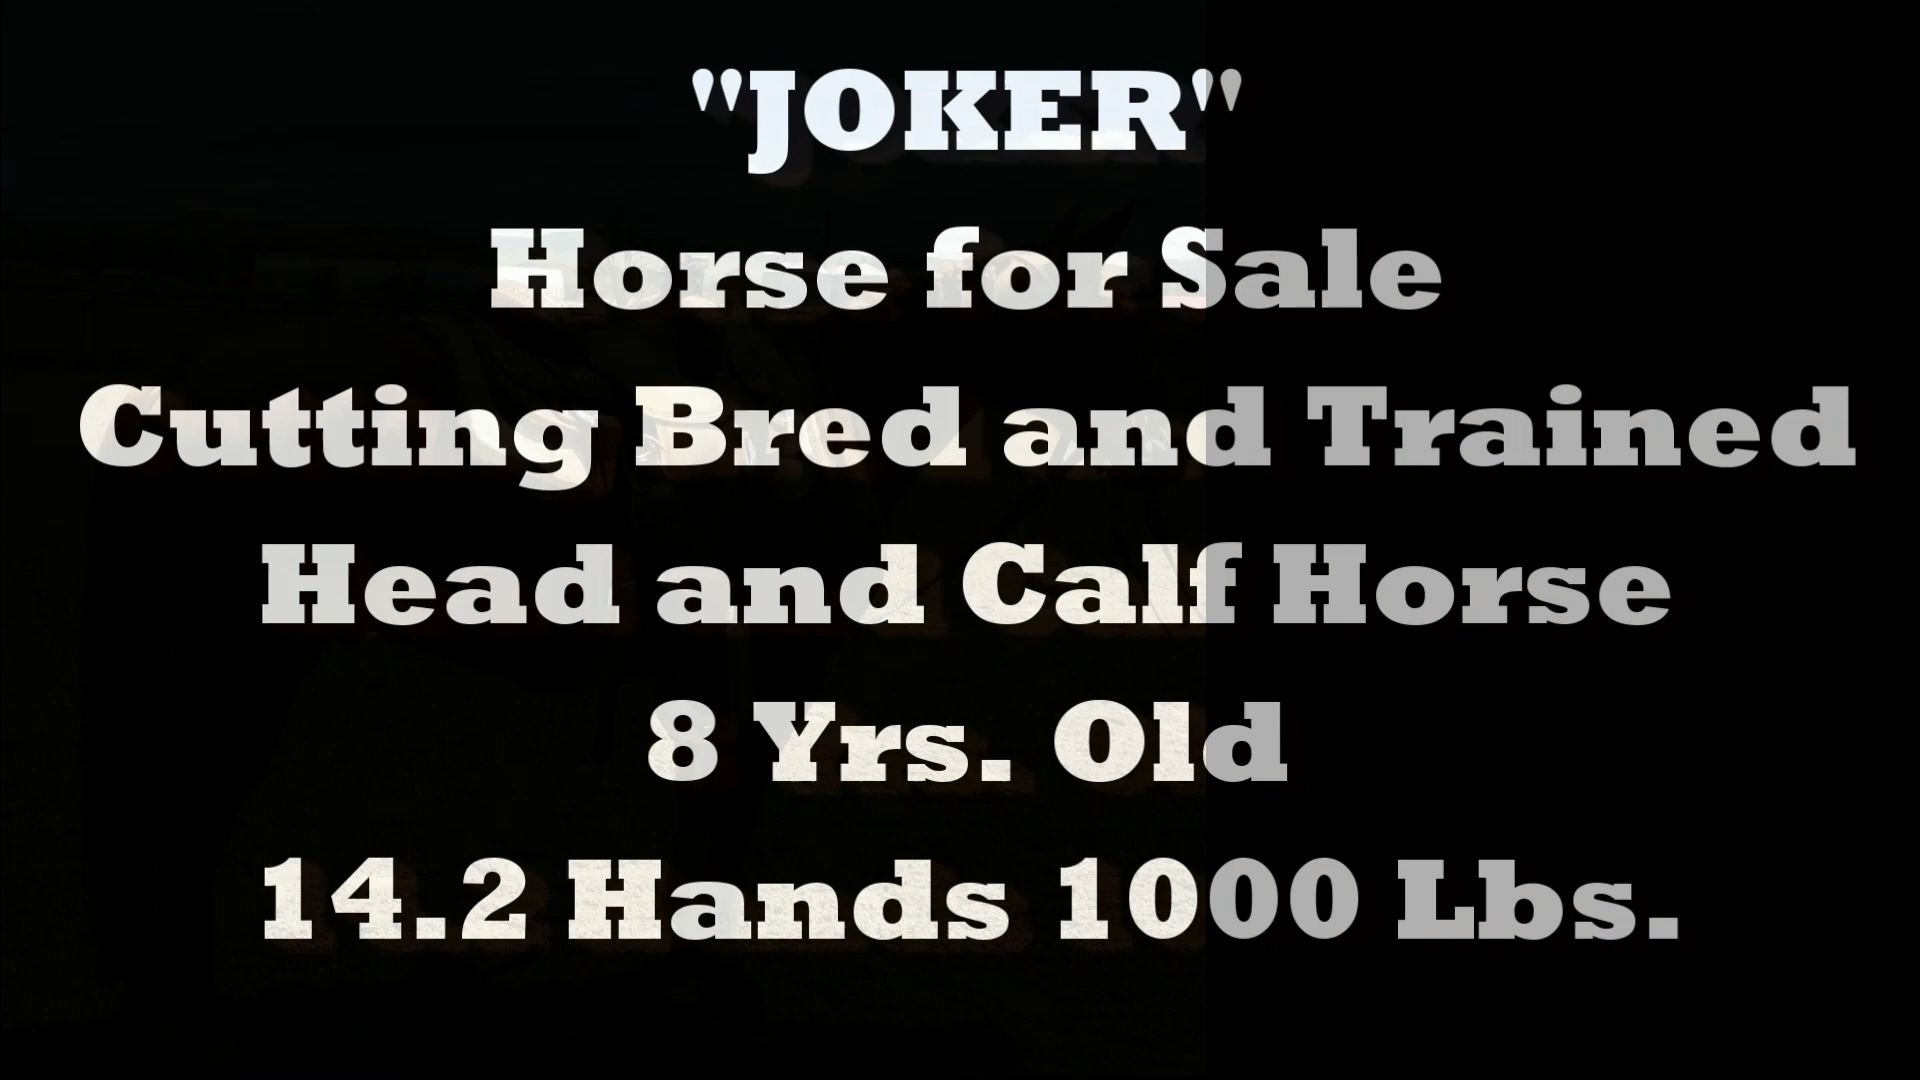 "JOKER"
Horse for Sale
Cutting Bred and Trained
Head and Calf Horse
8 Yrs. Old
14.2 Hands 1000 Lbs.